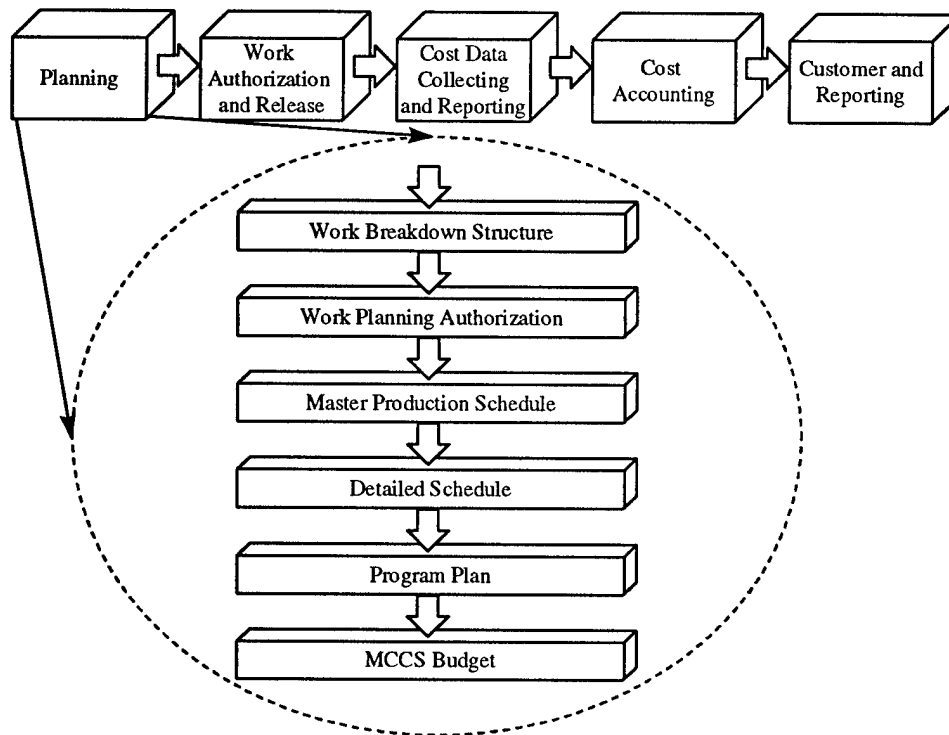 Planning
Work
Authorization
and Release
Cost Data
Collecting
and Reporting
Cost
Accounting
Customer and
Reporting
Work Breakdown Structure
Work Planning Authorization
Master Production Schedule
Detailed Schedule
Program Plan
MCCS Budget